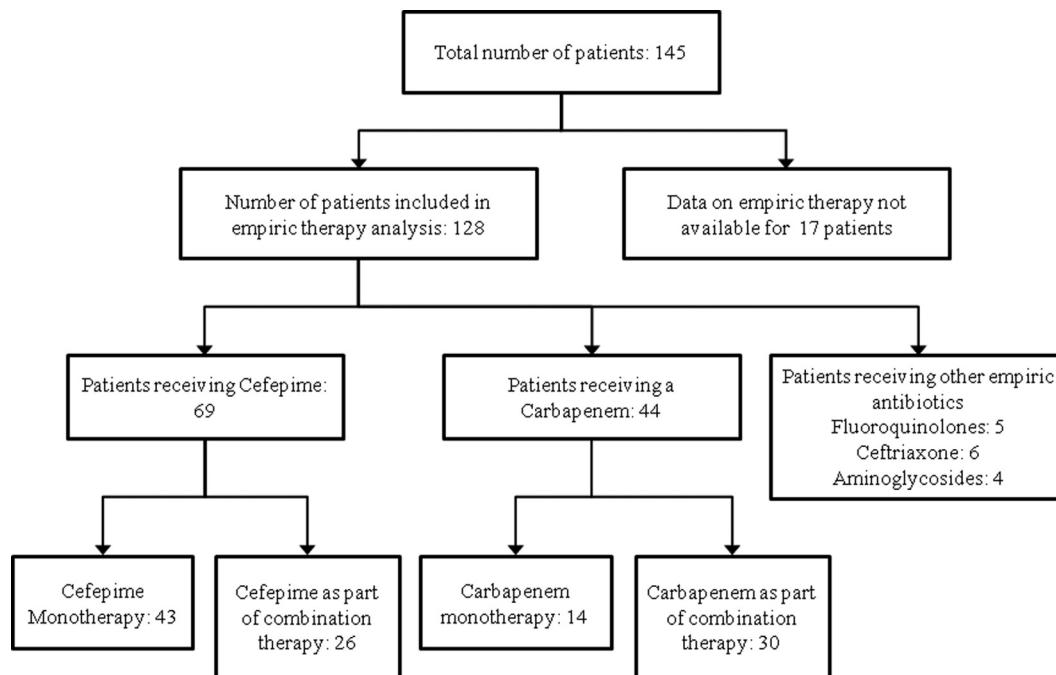 Total number of patients: 145
Number of patients included in
empiric therapy analysis: 128
Data on empiric therapy not
available for 17 patients
Patients receiving Cefepime:
69
Patients receiving a
Carbapenem: 44
Patients receiving other empiric
antibiotics
Fluoroquinolones: 5
Ceftriaxone: 6
Aminoglycosides: 4
Cefepime
Monotherapy: 43
Cefepime as part
of combination
therapy: 26
Carbapenem
monotherapy: 14
Carbapenem as part
of combination
therapy: 30